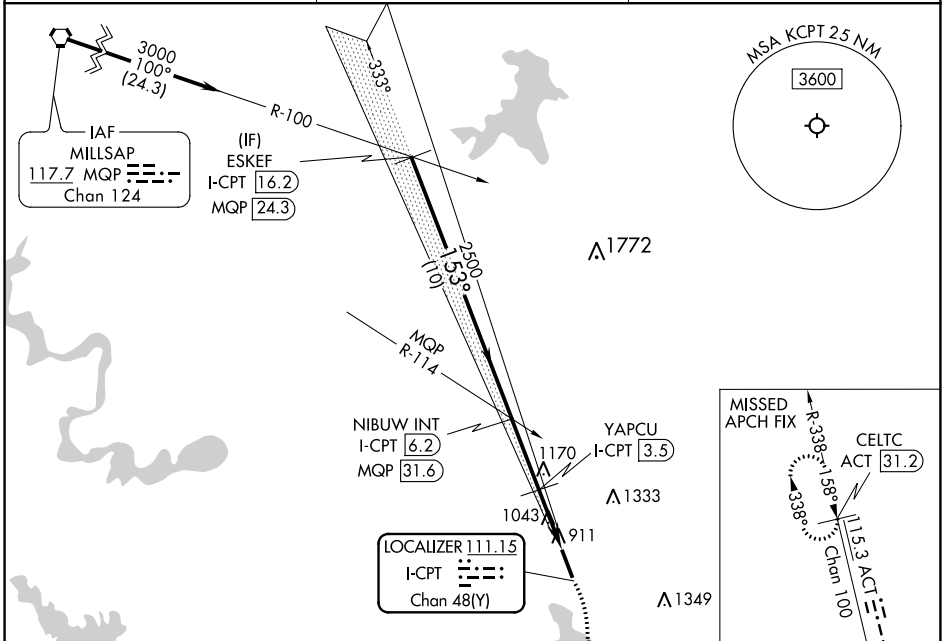 3000
100°
(24.3)
R-100
IAF
MILLSAP
117.7 MQP
Chan 124
(IF)
ESKEF
I-CPT 16.2
MQP 24.3
333°
2500
153°
(10)
MSA KCPT 25 NM
3600
1772
MQP
R-114
NIBUW INT
I-CPT 6.2
MQP 31.6
YAPCU
I-CPT 3.5
1170
1333
1043
911
LOCALIZER 111.15
I-CPT
Chan 48(Y)
1349
MISSED
APCH FIX
R-338
158°
338°
CELTC
ACT 31.2
115.3 ACT
Chan 100